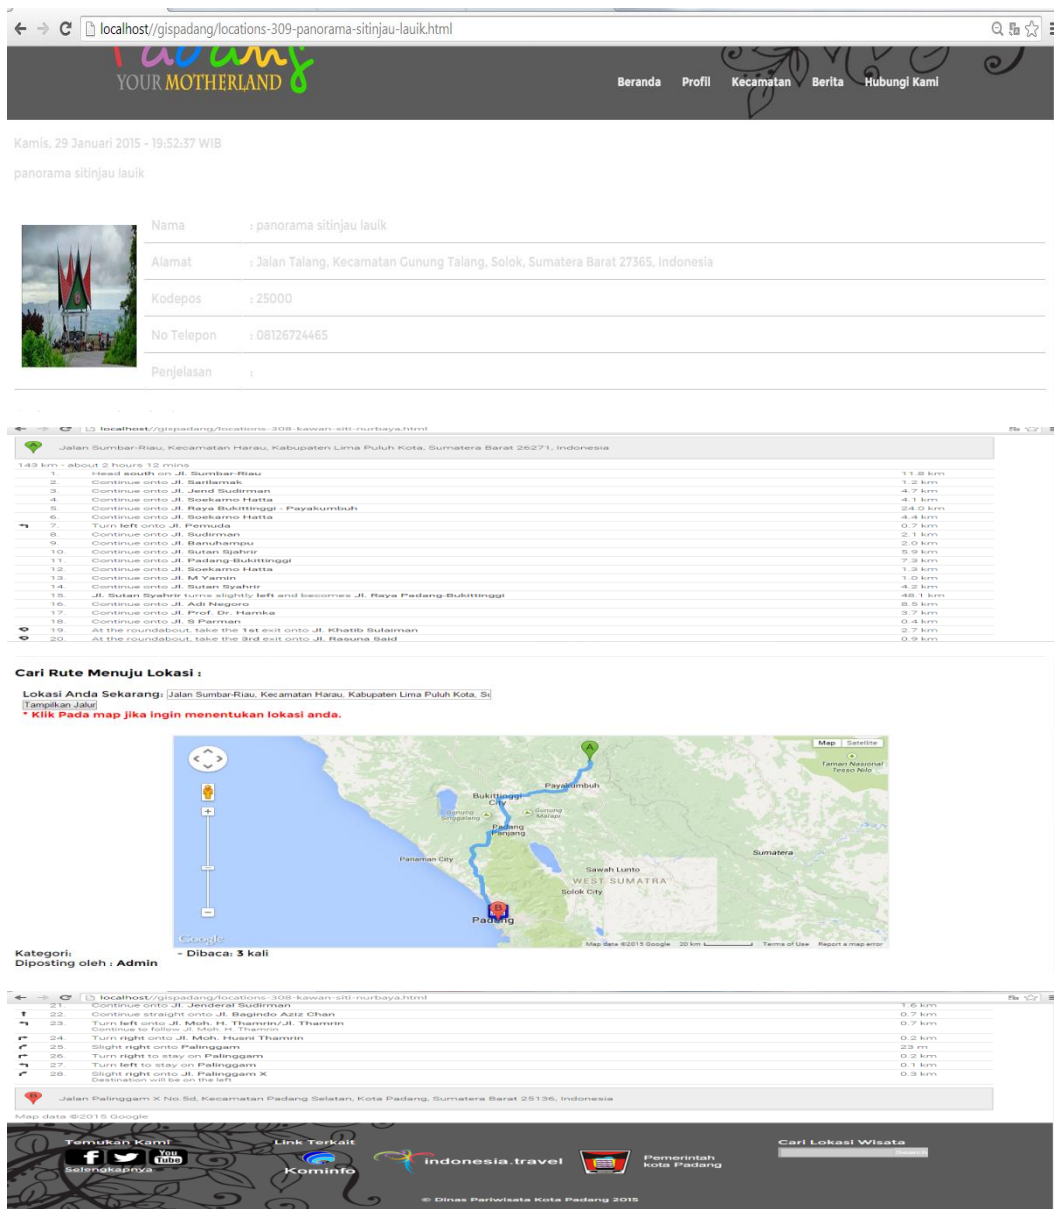 localhost//gispadang/locations-309-panorama-sitinjau-lauik.html
Padang
YOUR MOTHERLAND
Beranda Profil Kecamatan Berita Hubungi Kami
Kamis, 29 Januari 2015 - 19:52:37 WIB
panorama sitinjau lauik
Nama : panorama sitinjau lauik
Alamat : Jalan Talang, Kecamatan Gunung Talang, Solok, Sumatera Barat 27365, Indonesia
Kodepos : 25000
No Telepon : 08126724465
Penjelasan :
localhost//gispadang/locations-308-kawan-siti-nurbaya.html
A Jalan Sumbar-Riau, Kecamatan Harau, Kabupaten Lima Puluh Kota, Sumatera Barat 26271, Indonesia
143 km - about 2 hours 12 mins
1. Head south on Jl. Sumbar-Riau 11.8 km
2. Continue onto Jl. Sarilamak 1.2 km
3. Continue onto Jl. Jend Sudirman 4.7 km
4. Continue onto Jl. Soekarno Hatta 4.1 km
5. Continue onto Jl. Raya Bukittinggi - Payakumbuh 24.0 km
6. Continue onto Jl. Soekarno Hatta 4.4 km
7. Turn left onto Jl. Pemuda 0.7 km
8. Continue onto Jl. Sudirman 2.1 km
9. Continue onto Jl. Banuhampu 2.0 km
10. Continue onto Jl. Sutan Sjahrir 5.9 km
11. Continue onto Jl. Padang-Bukittinggi 7.3 km
12. Continue onto Jl. Soekarno Hatta 1.3 km
13. Continue onto Jl. M Yamin 1.0 km
14. Continue onto Jl. Sutan Syahrir 4.2 km
15. Jl. Sutan Syahrir turns slightly left and becomes Jl. Raya Padang-Bukittinggi 48.1 km
16. Continue onto Jl. Adi Negoro 8.5 km
17. Continue onto Jl. Prof. Dr. Hamka 3.7 km
18. Continue onto Jl. S Parman 0.4 km
19. At the roundabout, take the 1st exit onto Jl. Khatib Sulaiman 2.7 km
20. At the roundabout, take the 3rd exit onto Jl. Rasuna Said 0.9 km
Cari Rute Menuju Lokasi :
Lokasi Anda Sekarang: Jalan Sumbar-Riau, Kecamatan Harau, Kabupaten Lima Puluh Kota, Su
Tampilkan Jalur
* Klik Pada map jika ingin menentukan lokasi anda.
Map Satellite
A
Taman Nasional
Tesso Nilo
Payakumbuh
Bukittinggi
City
Gunung
Singgalang
Gunung
Marapi
Padang
Panjang
Sumatera
Pariaman City
Sawah Lunto
WEST SUMATRA
Solok City
B
Padang
Google
Map data ©2015 Google 20 km Terms of Use Report a map error
Kategori: - Dibaca: 3 kali
Diposting oleh : Admin
localhost//gispadang/locations-308-kawan-siti-nurbaya.html
21. Continue onto Jl. Jenderal Sudirman 1.6 km
22. Continue straight onto Jl. Bagindo Aziz Chan 0.7 km
23. Turn left onto Jl. Moh. H. Thamrin/Jl. Thamrin 0.7 km
Continue to follow Jl. Moh. H. Thamrin
24. Turn right onto Jl. Moh. Husni Thamrin 0.2 km
25. Slight right onto Palinggam 23 m
26. Turn right to stay on Palinggam 0.2 km
27. Turn left to stay on Palinggam 0.1 km
28. Slight right onto Jl. Palinggam X 0.3 km
Destination will be on the left
B Jalan Palinggam X No.5d, Kecamatan Padang Selatan, Kota Padang, Sumatera Barat 25136, Indonesia
Map data ©2015 Google
Temukan Kami Link Terkait Cari Lokasi Wisata
Search
f You Tube
Selengkapnya
Kominfo
indonesia.travel
Pemerintah
kota Padang
© Dinas Pariwisata Kota Padang 2015